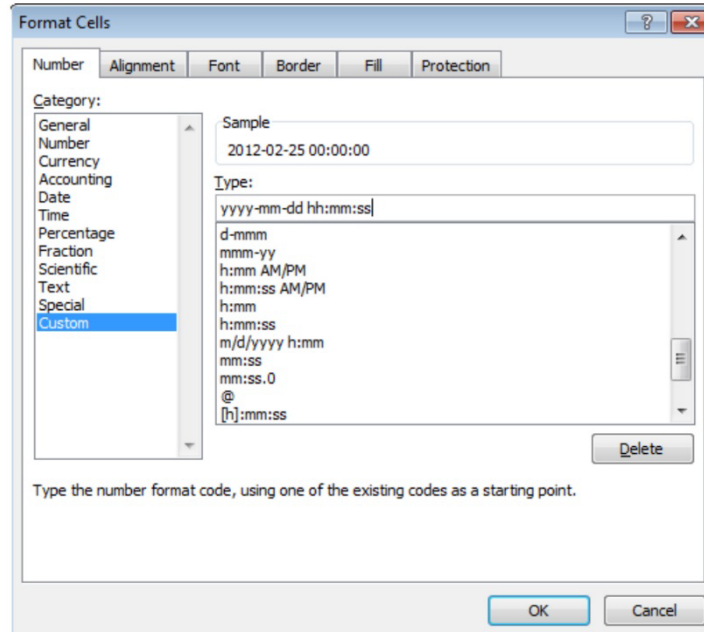 Format Cells
Number Alignment Font Border Fill Protection
Category:
General
Number
Currency
Accounting
Date
Time
Percentage
Fraction
Scientific
Text
Special
Custom
Sample
2012-02-25 00:00:00
Type:
yyyy-mm-dd hh:mm:ss
d-mmm
mmm-yy
h:mm AM/PM
h:mm:ss AM/PM
h:mm
h:mm:ss
m/d/yyyy h:mm
mm:ss
mm:ss.0
@
[h]:mm:ss
Delete
Type the number format code, using one of the existing codes as a starting point.
OK Cancel